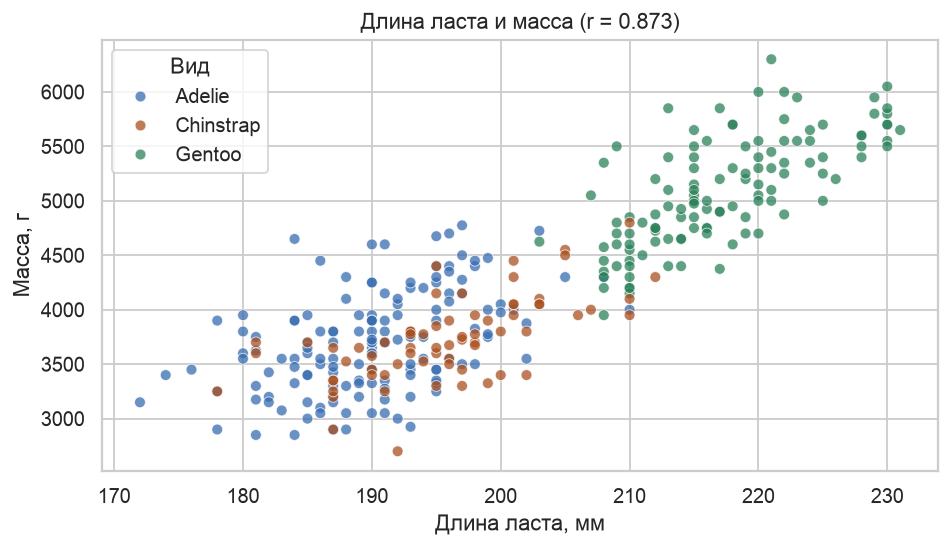 Длина ласта и масса (r = 0.873)
Вид
Adelie
Chinstrap
Gentoo
Масса, г
6000
5500
5000
4500
4000
3500
3000
170 180 190 200 210 220 230
Длина ласта, мм